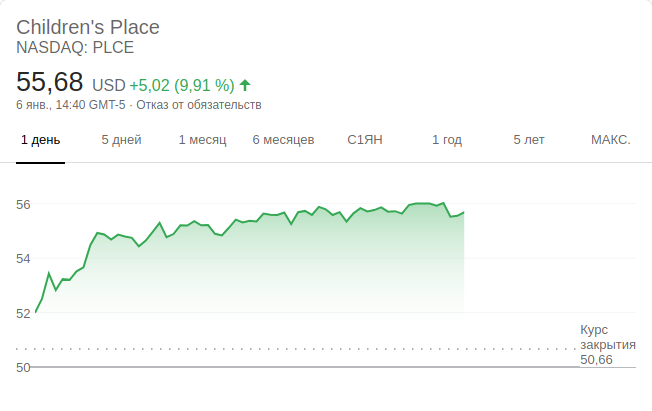 Children's Place
NASDAQ: PLCE
55,68 USD +5,02 (9,91 %)
6 янв., 14:40 GMT-5 · Отказ от обязательств
1 день 5 дней 1 месяц 6 месяцев С1ЯН 1 год 5 лет МАКС.
56
54
52
Курс
закрытия
50,66
50